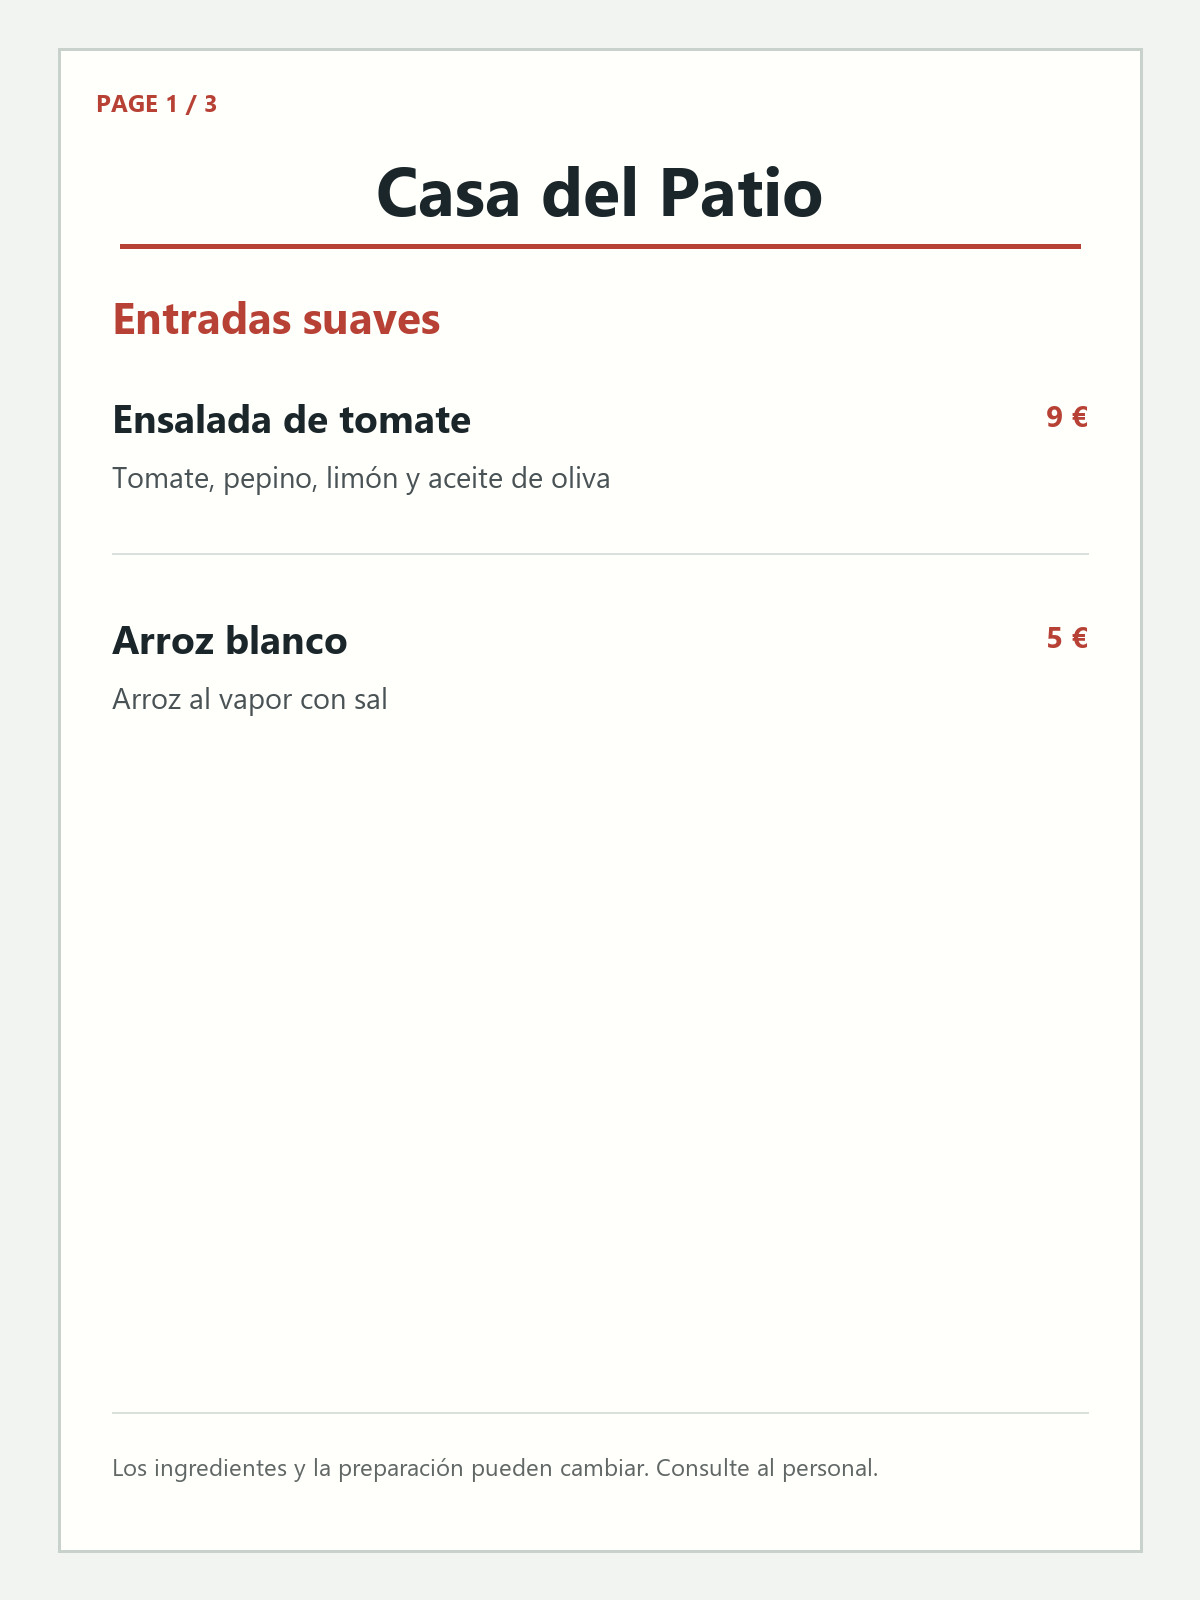 PAGE 1 / 3
Casa del Patio
Entradas suaves
Ensalada de tomate 9 €
Tomate, pepino, limón y aceite de oliva
Arroz blanco 5 €
Arroz al vapor con sal
Los ingredientes y la preparación pueden cambiar. Consulte al personal.